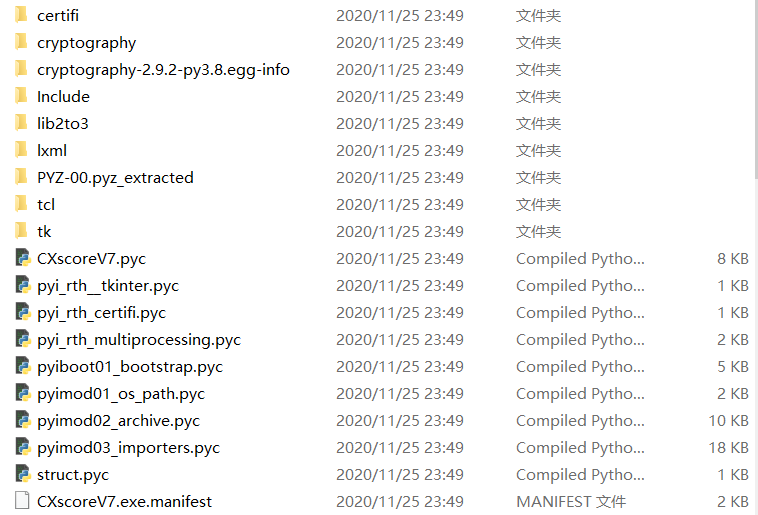 certifi 2020/11/25 23:49 文件夹
cryptography 2020/11/25 23:49 文件夹
cryptography-2.9.2-py3.8.egg-info 2020/11/25 23:49 文件夹
Include 2020/11/25 23:49 文件夹
lib2to3 2020/11/25 23:49 文件夹
lxml 2020/11/25 23:49 文件夹
PYZ-00.pyz_extracted 2020/11/25 23:49 文件夹
tcl 2020/11/25 23:49 文件夹
tk 2020/11/25 23:49 文件夹
CXscoreV7.pyc 2020/11/25 23:49 Compiled Pytho... 8 KB
pyi_rth__tkinter.pyc 2020/11/25 23:49 Compiled Pytho... 1 KB
pyi_rth_certifi.pyc 2020/11/25 23:49 Compiled Pytho... 1 KB
pyi_rth_multiprocessing.pyc 2020/11/25 23:49 Compiled Pytho... 2 KB
pyiboot01_bootstrap.pyc 2020/11/25 23:49 Compiled Pytho... 5 KB
pyimod01_os_path.pyc 2020/11/25 23:49 Compiled Pytho... 2 KB
pyimod02_archive.pyc 2020/11/25 23:49 Compiled Pytho... 10 KB
pyimod03_importers.pyc 2020/11/25 23:49 Compiled Pytho... 18 KB
struct.pyc 2020/11/25 23:49 Compiled Pytho... 1 KB
CXscoreV7.exe.manifest 2020/11/25 23:49 MANIFEST 文件 2 KB